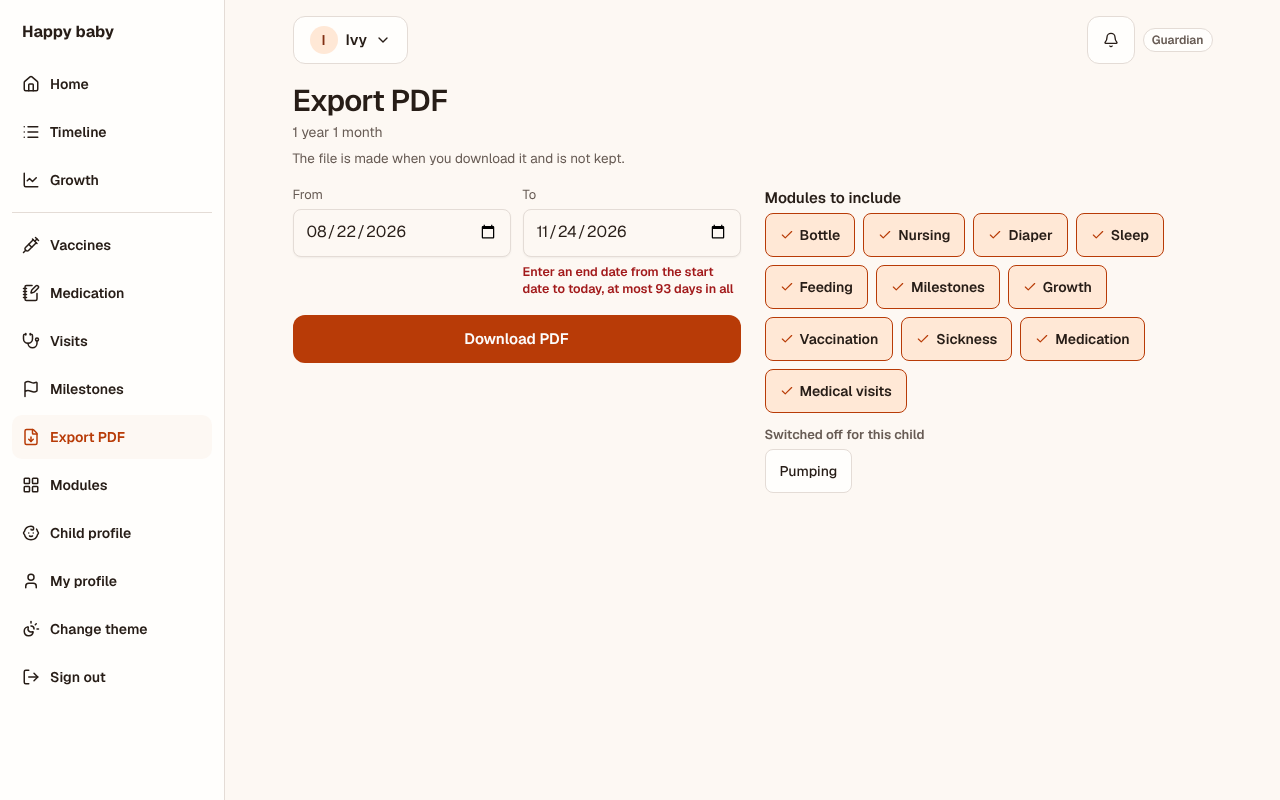 Happy baby
Home
Timeline
Growth
Vaccines
Medication
Visits
Milestones
Export PDF
Modules
Child profile
My profile
Change theme
Sign out
I Ivy
Guardian
Export PDF
1 year 1 month
The file is made when you download it and is not kept.
From
08/22/2026
To
11/24/2026
Enter an end date from the start
date to today, at most 93 days in all
Download PDF
Modules to include
Bottle Nursing Diaper Sleep
Feeding Milestones Growth
Vaccination Sickness Medication
Medical visits
Switched off for this child
Pumping